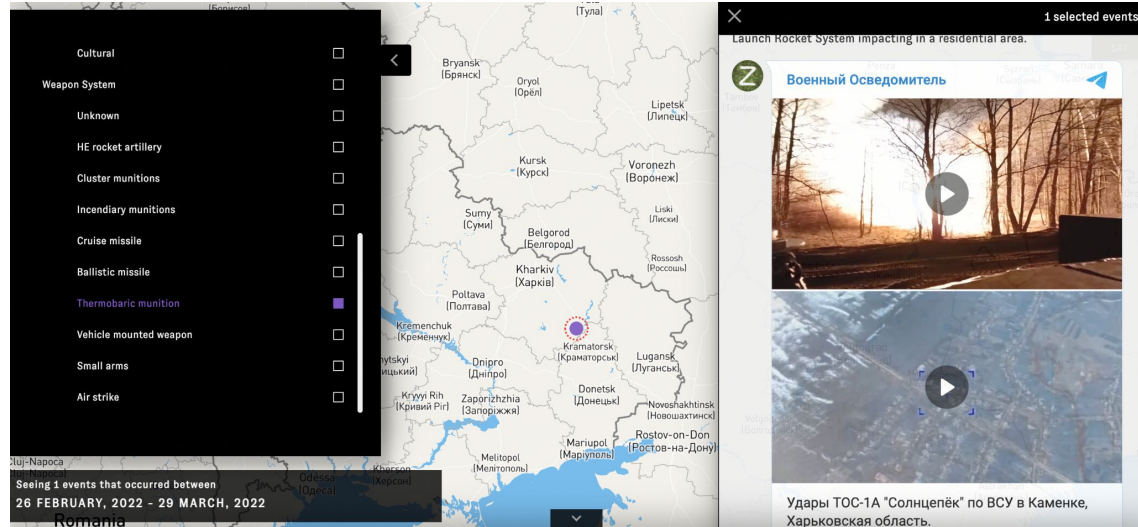 Cultural
Weapon System
Unknown
HE rocket artillery
Cluster munitions
Incendiary munitions
Cruise missile
Ballistic missile
Thermobaric munition
Vehicle mounted weapon
Small arms
Air strike
Seeing 1 events that occurred between
26 FEBRUARY, 2022 - 29 MARCH, 2022
(Тула)
Bryansk
(Брянск)
Oryol
(Орёл)
Lipetsk
(Липецк)
Kursk
(Курск)
Voronezh
(Воронеж)
Sumy
(Суми)
Liski
(Лиски)
Belgorod
(Белгород)
Rossosh
(Россошь)
Kharkiv
(Харків)
Poltava
(Полтава)
Kremenchuk
(Кременчук)
Kramatorsk
(Краматорськ)
Dnipro
(Дніпро)
Lugansk
(Луганськ)
Kryvyi Rih
(Кривий Ріг)
Zaporizhzhia
(Запоріжжя)
Donetsk
(Донецьк)
Novoshakhtinsk
(Новошахтинск)
Mariupol
(Маріуполь)
Rostov-on-Don
(Ростов-на-Дону)
Melitopol
(Мелітополь)
Kherson
(Херсон)
Odessa
(Одеса)
Cluj-Napoca
Romania
1 selected events
Launch Rocket System impacting in a residential area.
Z
Военный Осведомитель
Удары ТОС-1А "Солнцепёк" по ВСУ в Каменке,
Харьковская область.